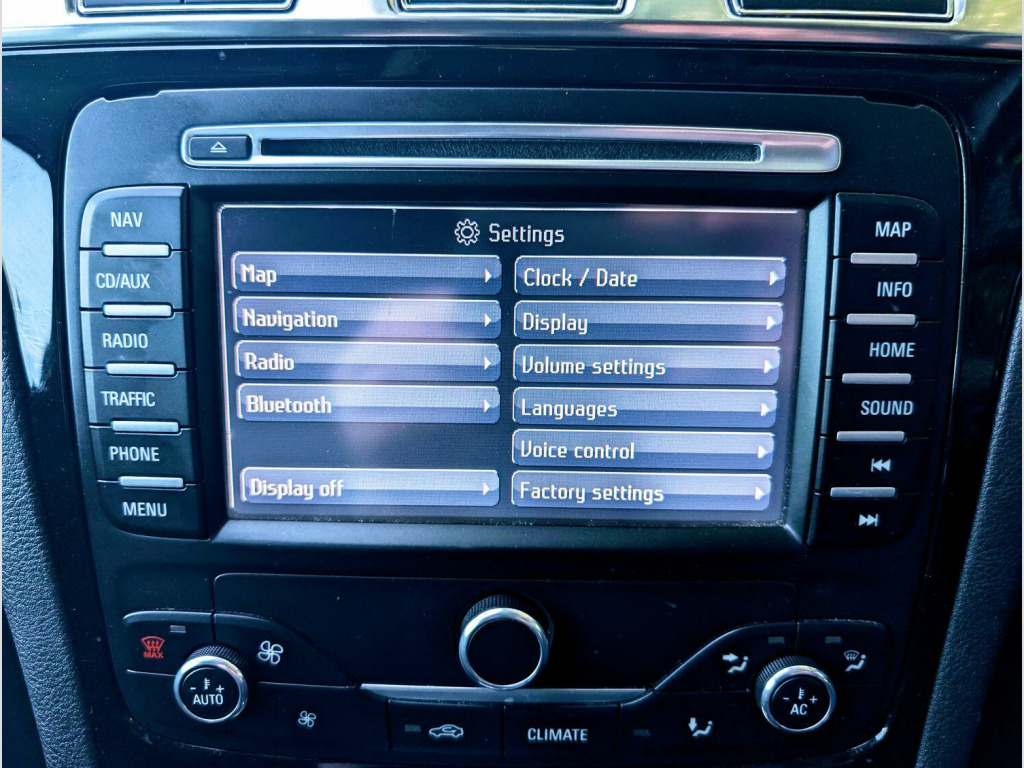 Settings
Map
Navigation
Radio
Bluetooth
Display off
Clock / Date
Display
Volume settings
Languages
Voice control
Factory settings
NAV
CD/AUX
RADIO
TRAFFIC
PHONE
MENU
MAP
INFO
HOME
SOUND
MAX
- +
AUTO
CLIMATE
- +
AC